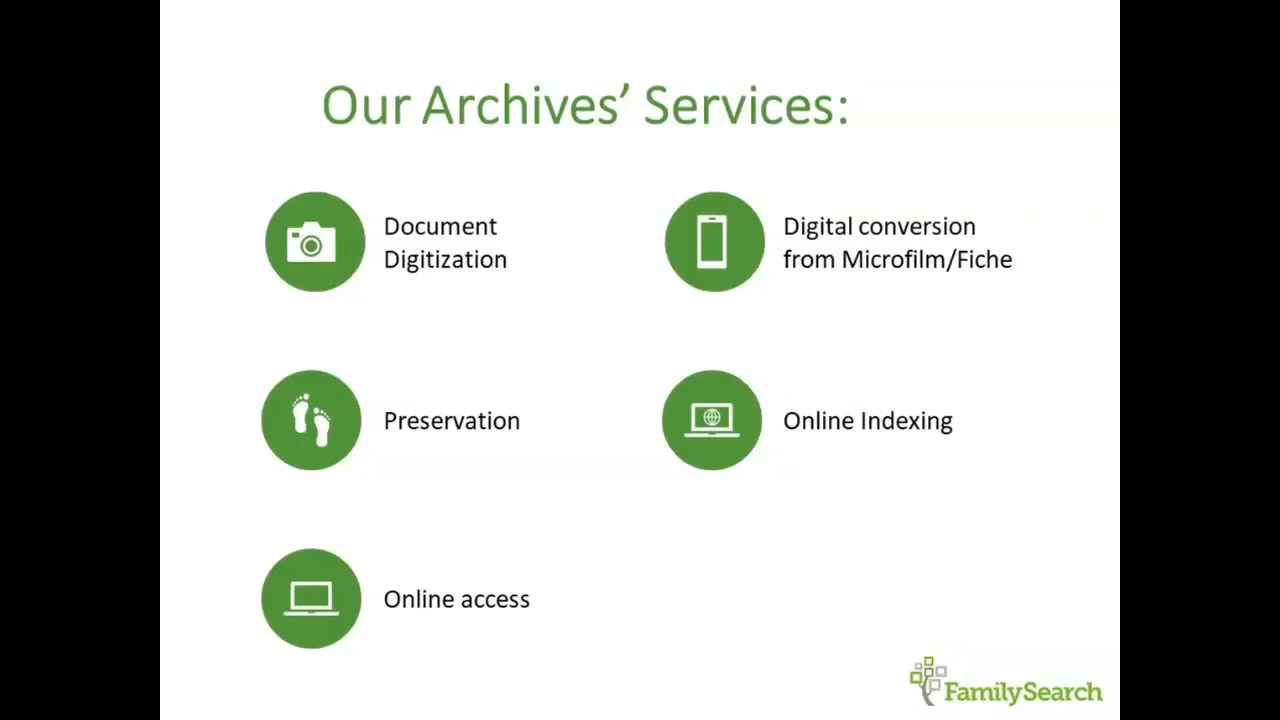 Our Archives’ Services:
Document
Digitization
Digital conversion
from Microfilm/Fiche
Preservation
Online Indexing
Online access
FamilySearch